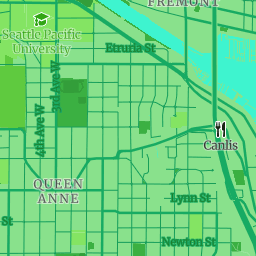 FREMONT
Seattle Pacific
University
Etruria St
3rd Ave W
4th Ave W
Canlis
QUEEN
ANNE
Lynn St
St
Newton St